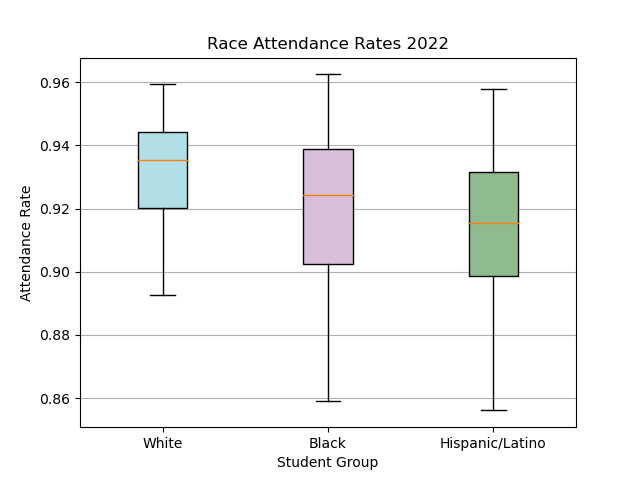 Race Attendance Rates 2022
0.96
0.94
0.92
0.90
0.88
0.86
Attendance Rate
White Black Hispanic/Latino
Student Group